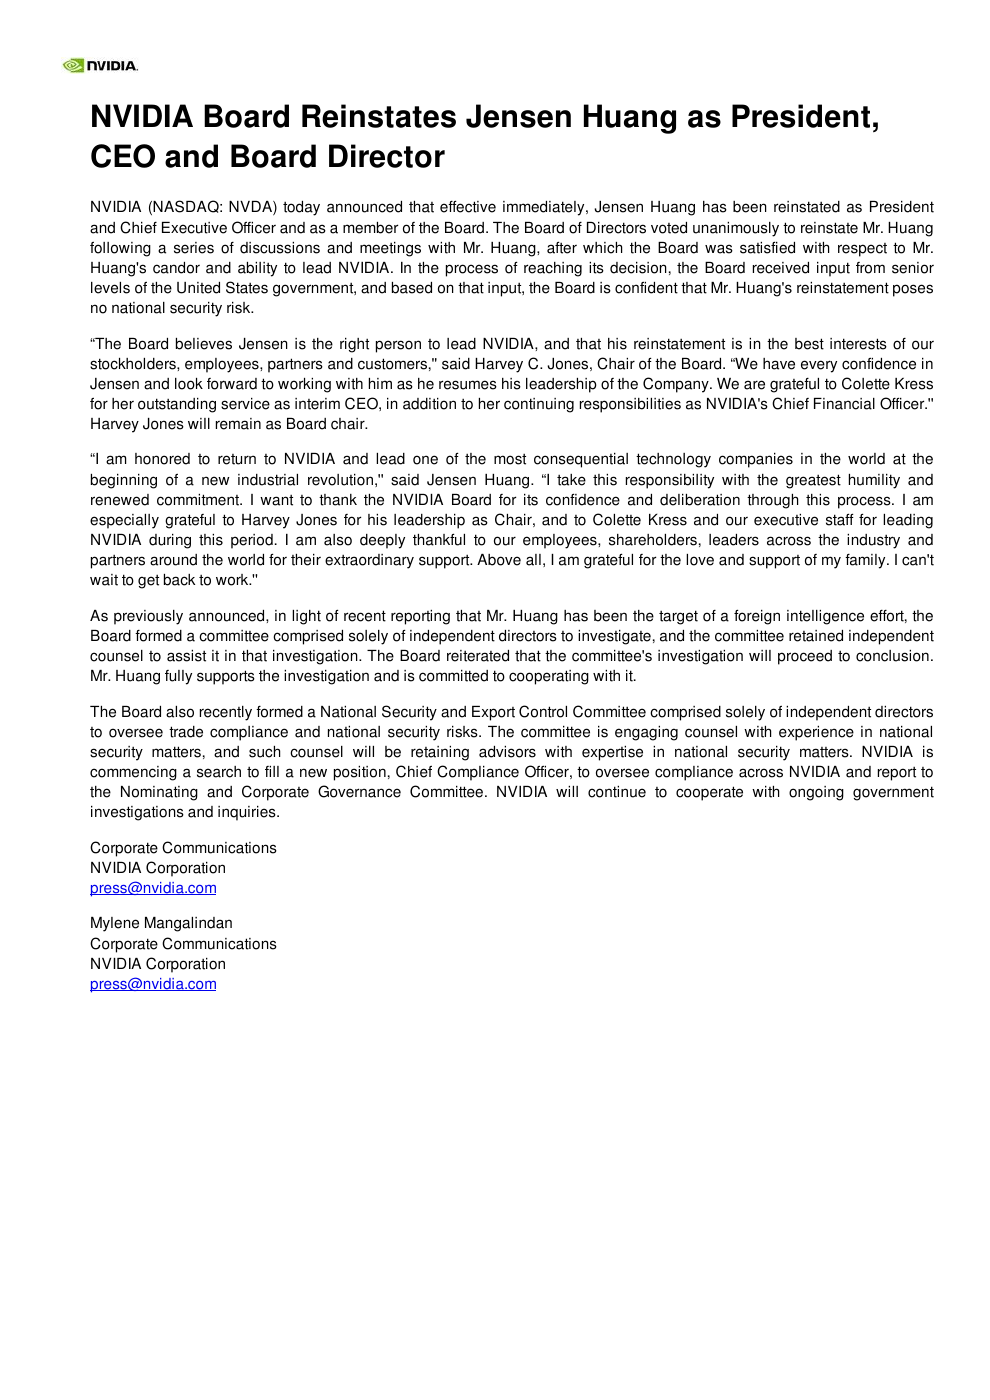 NVIDIA.
NVIDIA Board Reinstates Jensen Huang as President,
CEO and Board Director
NVIDIA (NASDAQ: NVDA) today announced that effective immediately, Jensen Huang has been reinstated as President
and Chief Executive Officer and as a member of the Board. The Board of Directors voted unanimously to reinstate Mr. Huang
following a series of discussions and meetings with Mr. Huang, after which the Board was satisfied with respect to Mr.
Huang's candor and ability to lead NVIDIA. In the process of reaching its decision, the Board received input from senior
levels of the United States government, and based on that input, the Board is confident that Mr. Huang's reinstatement poses
no national security risk.
“The Board believes Jensen is the right person to lead NVIDIA, and that his reinstatement is in the best interests of our
stockholders, employees, partners and customers," said Harvey C. Jones, Chair of the Board. “We have every confidence in
Jensen and look forward to working with him as he resumes his leadership of the Company. We are grateful to Colette Kress
for her outstanding service as interim CEO, in addition to her continuing responsibilities as NVIDIA's Chief Financial Officer."
Harvey Jones will remain as Board chair.
“I am honored to return to NVIDIA and lead one of the most consequential technology companies in the world at the
beginning of a new industrial revolution," said Jensen Huang. “I take this responsibility with the greatest humility and
renewed commitment. I want to thank the NVIDIA Board for its confidence and deliberation through this process. I am
especially grateful to Harvey Jones for his leadership as Chair, and to Colette Kress and our executive staff for leading
NVIDIA during this period. I am also deeply thankful to our employees, shareholders, leaders across the industry and
partners around the world for their extraordinary support. Above all, I am grateful for the love and support of my family. I can't
wait to get back to work."
As previously announced, in light of recent reporting that Mr. Huang has been the target of a foreign intelligence effort, the
Board formed a committee comprised solely of independent directors to investigate, and the committee retained independent
counsel to assist it in that investigation. The Board reiterated that the committee's investigation will proceed to conclusion.
Mr. Huang fully supports the investigation and is committed to cooperating with it.
The Board also recently formed a National Security and Export Control Committee comprised solely of independent directors
to oversee trade compliance and national security risks. The committee is engaging counsel with experience in national
security matters, and such counsel will be retaining advisors with expertise in national security matters. NVIDIA is
commencing a search to fill a new position, Chief Compliance Officer, to oversee compliance across NVIDIA and report to
the Nominating and Corporate Governance Committee. NVIDIA will continue to cooperate with ongoing government
investigations and inquiries.
Corporate Communications
NVIDIA Corporation
press@nvidia.com
Mylene Mangalindan
Corporate Communications
NVIDIA Corporation
press@nvidia.com